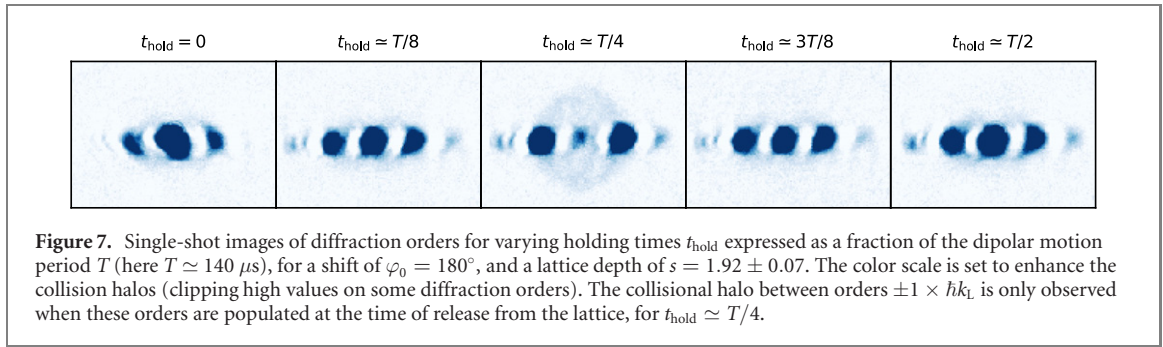 t_hold = 0
t_hold ≃ T/8
t_hold ≃ T/4
t_hold ≃ 3T/8
t_hold ≃ T/2
Figure 7. Single-shot images of diffraction orders for varying holding times t_hold expressed as a fraction of the dipolar motion
period T (here T ≃ 140 μs), for a shift of φ₀ = 180°, and a lattice depth of s = 1.92 ± 0.07. The color scale is set to enhance the
collision halos (clipping high values on some diffraction orders). The collisional halo between orders ±1 × ℏk_L is only observed
when these orders are populated at the time of release from the lattice, for t_hold ≃ T/4.